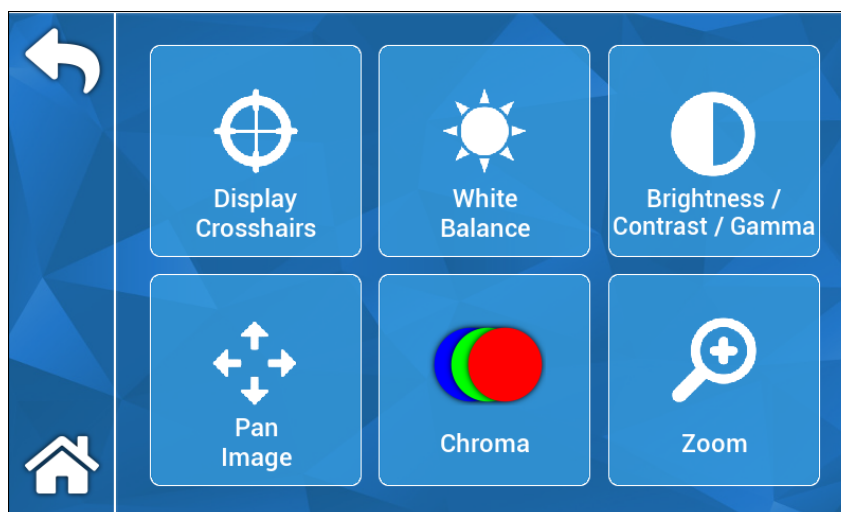 Display
Crosshairs
White
Balance
Brightness /
Contrast / Gamma
Pan
Image
Chroma
Zoom